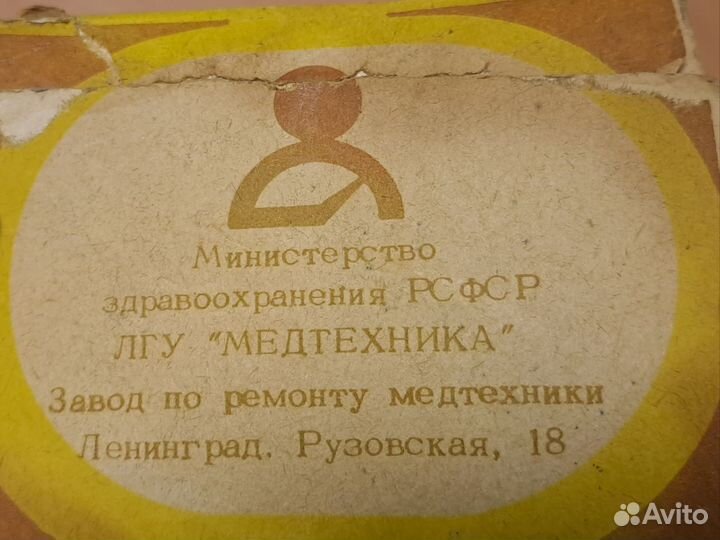 Министерство
здравоохранения РСФСР
ЛГУ "МЕДТЕХНИКА"
Завод по ремонту медтехники
Ленинград. Рузовская, 18
Avito